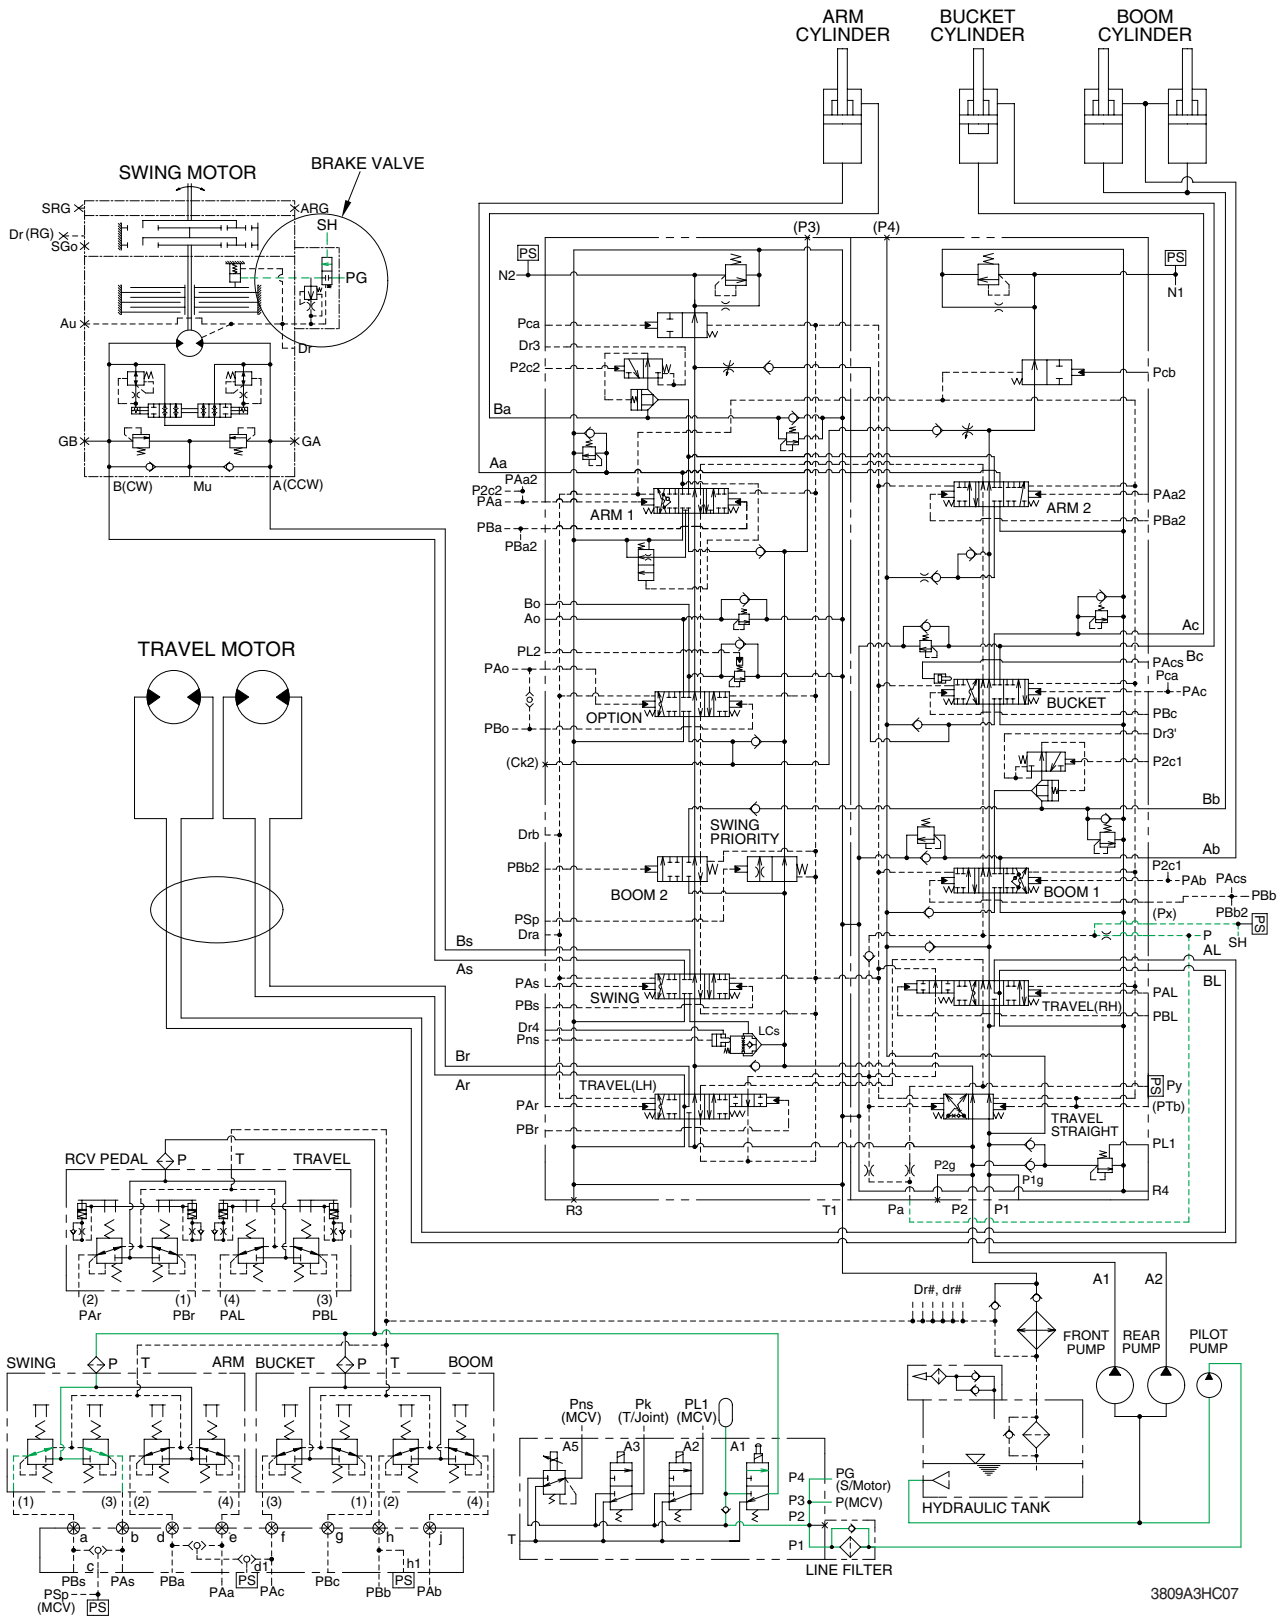 ARM
CYLINDER
BUCKET
CYLINDER
BOOM
CYLINDER
BRAKE VALVE
SWING MOTOR
SRG
ARG
SH
Dr(RG)
SGo
PG
Au
Dr
GB
GA
B(CW)
Mu
A(CCW)
(P3)
(P4)
PS
N2
PS
N1
Pca
Dr3
P2c2
Pcb
Ba
Aa
PAa2
P2c2
PAa
ARM 1
PBa
PBa2
PAa2
ARM 2
PBa2
Bo
Ao
PL2
PAo
OPTION
PBo
(Ck2)
Ac
Bc
PAcs
Pca
PAc
BUCKET
PBc
Dr3'
P2c1
Bb
TRAVEL MOTOR
Drb
SWING
PRIORITY
PBb2
BOOM 2
PSp
Dra
Ab
P2c1
PAb
BOOM 1
PAcs
PBb
PBb2
(Px)
PS
P
SH
AL
BL
Bs
As
PAs
SWING
PBs
Dr4
Pns
LCs
PAL
TRAVEL(RH)
PBL
Br
Ar
TRAVEL(LH)
PAr
PBr
PS
Py
(PTb)
TRAVEL
STRAIGHT
PL1
P2g
P1g
R4
R3
T1
Pa
P2
P1
RCV PEDAL
P
T
TRAVEL
(2)
(1)
(4)
(3)
PAr
PBr
PAL
PBL
SWING
P
T
ARM
BUCKET
P
T
BOOM
(1)
(3)
(2)
(4)
(3)
(1)
(2)
(4)
a
b
d
e
f
g
h
j
c
d1
h1
PBs
PAs
PBa
PAa
PS
PAc
PBc
PBb
PS
PAb
PSp
(MCV)
PS
Dr#, dr#
A1
A2
FRONT
PUMP
REAR
PUMP
PILOT
PUMP
HYDRAULIC TANK
Pns
(MCV)
Pk
(T/Joint)
PL1
(MCV)
A5
A3
A2
A1
P4
PG
(S/Motor)
P3
P(MCV)
P2
T
P1
LINE FILTER
3809A3HC07